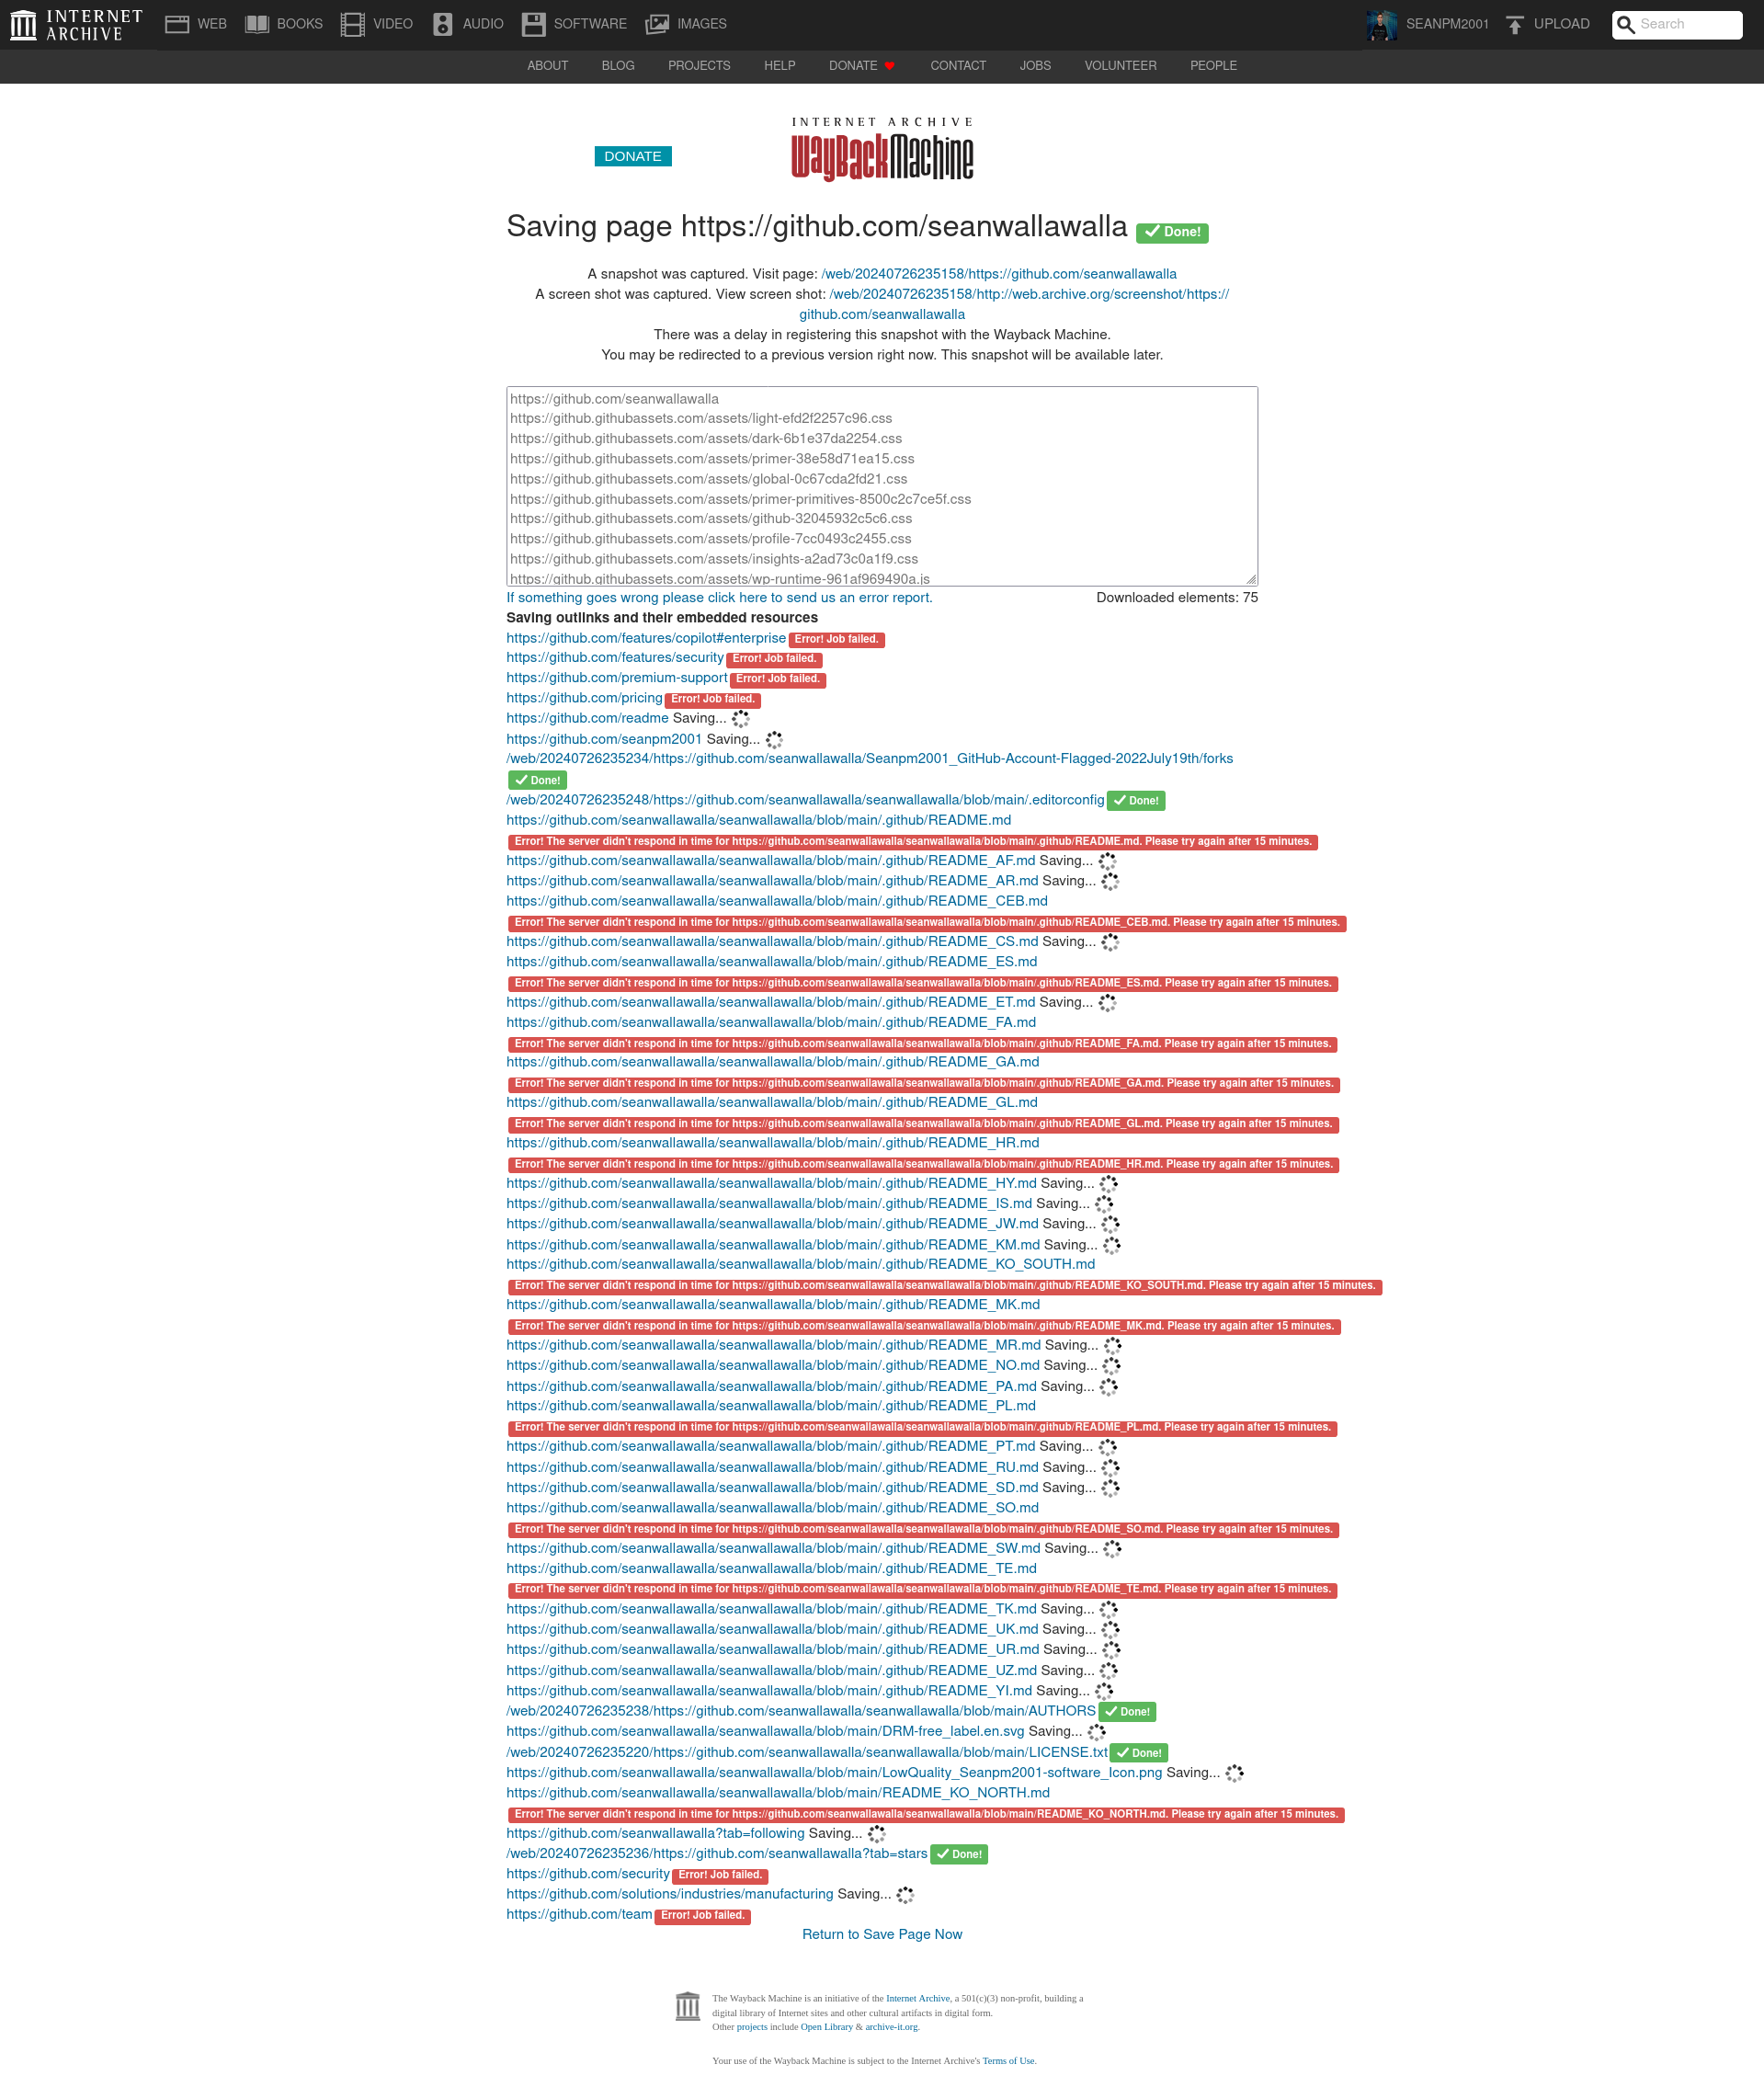 INTERNET ARCHIVE
WEB BOOKS VIDEO AUDIO SOFTWARE IMAGES SEANPM2001 UPLOAD Search
ABOUT BLOG PROJECTS HELP DONATE CONTACT JOBS VOLUNTEER PEOPLE
INTERNET ARCHIVE
WayBackMachine
DONATE
Saving page https://github.com/seanwallawalla Done!
A snapshot was captured. Visit page: /web/20240726235158/https://github.com/seanwallawalla
A screen shot was captured. View screen shot: /web/20240726235158/http://web.archive.org/screenshot/https://
github.com/seanwallawalla
There was a delay in registering this snapshot with the Wayback Machine.
You may be redirected to a previous version right now. This snapshot will be available later.
https://github.com/seanwallawalla
https://github.githubassets.com/assets/light-efd2f2257c96.css
https://github.githubassets.com/assets/dark-6b1e37da2254.css
https://github.githubassets.com/assets/primer-38e58d71ea15.css
https://github.githubassets.com/assets/global-0c67cda2fd21.css
https://github.githubassets.com/assets/primer-primitives-8500c2c7ce5f.css
https://github.githubassets.com/assets/github-32045932c5c6.css
https://github.githubassets.com/assets/profile-7cc0493c2455.css
https://github.githubassets.com/assets/insights-a2ad73c0a1f9.css
https://github.githubassets.com/assets/wp-runtime-961af969490a.js
If something goes wrong please click here to send us an error report. Downloaded elements: 75
Saving outlinks and their embedded resources
https://github.com/features/copilot#enterprise Error! Job failed.
https://github.com/features/security Error! Job failed.
https://github.com/premium-support Error! Job failed.
https://github.com/pricing Error! Job failed.
https://github.com/readme Saving...
https://github.com/seanpm2001 Saving...
/web/20240726235234/https://github.com/seanwallawalla/Seanpm2001_GitHub-Account-Flagged-2022July19th/forks
Done!
/web/20240726235248/https://github.com/seanwallawalla/seanwallawalla/blob/main/.editorconfig Done!
https://github.com/seanwallawalla/seanwallawalla/blob/main/.github/README.md
Error! The server didn't respond in time for https://github.com/seanwallawalla/seanwallawalla/blob/main/.github/README.md. Please try again after 15 minutes.
https://github.com/seanwallawalla/seanwallawalla/blob/main/.github/README_AF.md Saving...
https://github.com/seanwallawalla/seanwallawalla/blob/main/.github/README_AR.md Saving...
https://github.com/seanwallawalla/seanwallawalla/blob/main/.github/README_CEB.md
Error! The server didn't respond in time for https://github.com/seanwallawalla/seanwallawalla/blob/main/.github/README_CEB.md. Please try again after 15 minutes.
https://github.com/seanwallawalla/seanwallawalla/blob/main/.github/README_CS.md Saving...
https://github.com/seanwallawalla/seanwallawalla/blob/main/.github/README_ES.md
Error! The server didn't respond in time for https://github.com/seanwallawalla/seanwallawalla/blob/main/.github/README_ES.md. Please try again after 15 minutes.
https://github.com/seanwallawalla/seanwallawalla/blob/main/.github/README_ET.md Saving...
https://github.com/seanwallawalla/seanwallawalla/blob/main/.github/README_FA.md
Error! The server didn't respond in time for https://github.com/seanwallawalla/seanwallawalla/blob/main/.github/README_FA.md. Please try again after 15 minutes.
https://github.com/seanwallawalla/seanwallawalla/blob/main/.github/README_GA.md
Error! The server didn't respond in time for https://github.com/seanwallawalla/seanwallawalla/blob/main/.github/README_GA.md. Please try again after 15 minutes.
https://github.com/seanwallawalla/seanwallawalla/blob/main/.github/README_GL.md
Error! The server didn't respond in time for https://github.com/seanwallawalla/seanwallawalla/blob/main/.github/README_GL.md. Please try again after 15 minutes.
https://github.com/seanwallawalla/seanwallawalla/blob/main/.github/README_HR.md
Error! The server didn't respond in time for https://github.com/seanwallawalla/seanwallawalla/blob/main/.github/README_HR.md. Please try again after 15 minutes.
https://github.com/seanwallawalla/seanwallawalla/blob/main/.github/README_HY.md Saving...
https://github.com/seanwallawalla/seanwallawalla/blob/main/.github/README_IS.md Saving...
https://github.com/seanwallawalla/seanwallawalla/blob/main/.github/README_JW.md Saving...
https://github.com/seanwallawalla/seanwallawalla/blob/main/.github/README_KM.md Saving...
https://github.com/seanwallawalla/seanwallawalla/blob/main/.github/README_KO_SOUTH.md
Error! The server didn't respond in time for https://github.com/seanwallawalla/seanwallawalla/blob/main/.github/README_KO_SOUTH.md. Please try again after 15 minutes.
https://github.com/seanwallawalla/seanwallawalla/blob/main/.github/README_MK.md
Error! The server didn't respond in time for https://github.com/seanwallawalla/seanwallawalla/blob/main/.github/README_MK.md. Please try again after 15 minutes.
https://github.com/seanwallawalla/seanwallawalla/blob/main/.github/README_MR.md Saving...
https://github.com/seanwallawalla/seanwallawalla/blob/main/.github/README_NO.md Saving...
https://github.com/seanwallawalla/seanwallawalla/blob/main/.github/README_PA.md Saving...
https://github.com/seanwallawalla/seanwallawalla/blob/main/.github/README_PL.md
Error! The server didn't respond in time for https://github.com/seanwallawalla/seanwallawalla/blob/main/.github/README_PL.md. Please try again after 15 minutes.
https://github.com/seanwallawalla/seanwallawalla/blob/main/.github/README_PT.md Saving...
https://github.com/seanwallawalla/seanwallawalla/blob/main/.github/README_RU.md Saving...
https://github.com/seanwallawalla/seanwallawalla/blob/main/.github/README_SD.md Saving...
https://github.com/seanwallawalla/seanwallawalla/blob/main/.github/README_SO.md
Error! The server didn't respond in time for https://github.com/seanwallawalla/seanwallawalla/blob/main/.github/README_SO.md. Please try again after 15 minutes.
https://github.com/seanwallawalla/seanwallawalla/blob/main/.github/README_SW.md Saving...
https://github.com/seanwallawalla/seanwallawalla/blob/main/.github/README_TE.md
Error! The server didn't respond in time for https://github.com/seanwallawalla/seanwallawalla/blob/main/.github/README_TE.md. Please try again after 15 minutes.
https://github.com/seanwallawalla/seanwallawalla/blob/main/.github/README_TK.md Saving...
https://github.com/seanwallawalla/seanwallawalla/blob/main/.github/README_UK.md Saving...
https://github.com/seanwallawalla/seanwallawalla/blob/main/.github/README_UR.md Saving...
https://github.com/seanwallawalla/seanwallawalla/blob/main/.github/README_UZ.md Saving...
https://github.com/seanwallawalla/seanwallawalla/blob/main/.github/README_YI.md Saving...
/web/20240726235238/https://github.com/seanwallawalla/seanwallawalla/blob/main/AUTHORS Done!
https://github.com/seanwallawalla/seanwallawalla/blob/main/DRM-free_label.en.svg Saving...
/web/20240726235220/https://github.com/seanwallawalla/seanwallawalla/blob/main/LICENSE.txt Done!
https://github.com/seanwallawalla/seanwallawalla/blob/main/LowQuality_Seanpm2001-software_Icon.png Saving...
https://github.com/seanwallawalla/seanwallawalla/blob/main/README_KO_NORTH.md
Error! The server didn't respond in time for https://github.com/seanwallawalla/seanwallawalla/blob/main/README_KO_NORTH.md. Please try again after 15 minutes.
https://github.com/seanwallawalla?tab=following Saving...
/web/20240726235236/https://github.com/seanwallawalla?tab=stars Done!
https://github.com/security Error! Job failed.
https://github.com/solutions/industries/manufacturing Saving...
https://github.com/team Error! Job failed.
Return to Save Page Now
The Wayback Machine is an initiative of the Internet Archive, a 501(c)(3) non-profit, building a
digital library of Internet sites and other cultural artifacts in digital form.
Other projects include Open Library & archive-it.org.
Your use of the Wayback Machine is subject to the Internet Archive's Terms of Use.